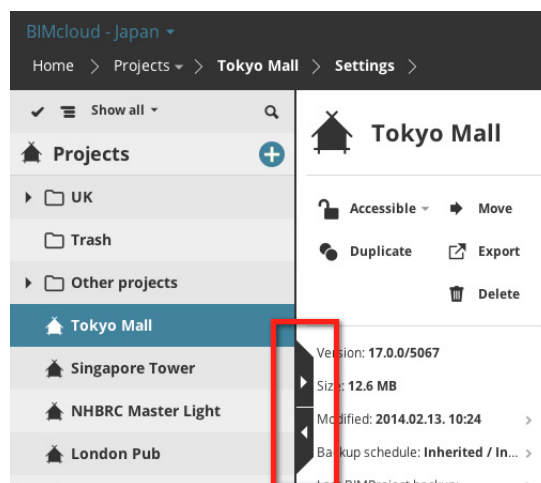 BIMcloud - Japan
Home > Projects > Tokyo Mall > Settings >
Show all
Projects
UK
Trash
Other projects
Tokyo Mall
Singapore Tower
NHBRC Master Light
London Pub
Tokyo Mall
Accessible
Move
Duplicate
Export
Delete
Version: 17.0.0/5067
Size: 12.6 MB
Modified: 2014.02.13. 10:24
Backup schedule: Inherited / In...